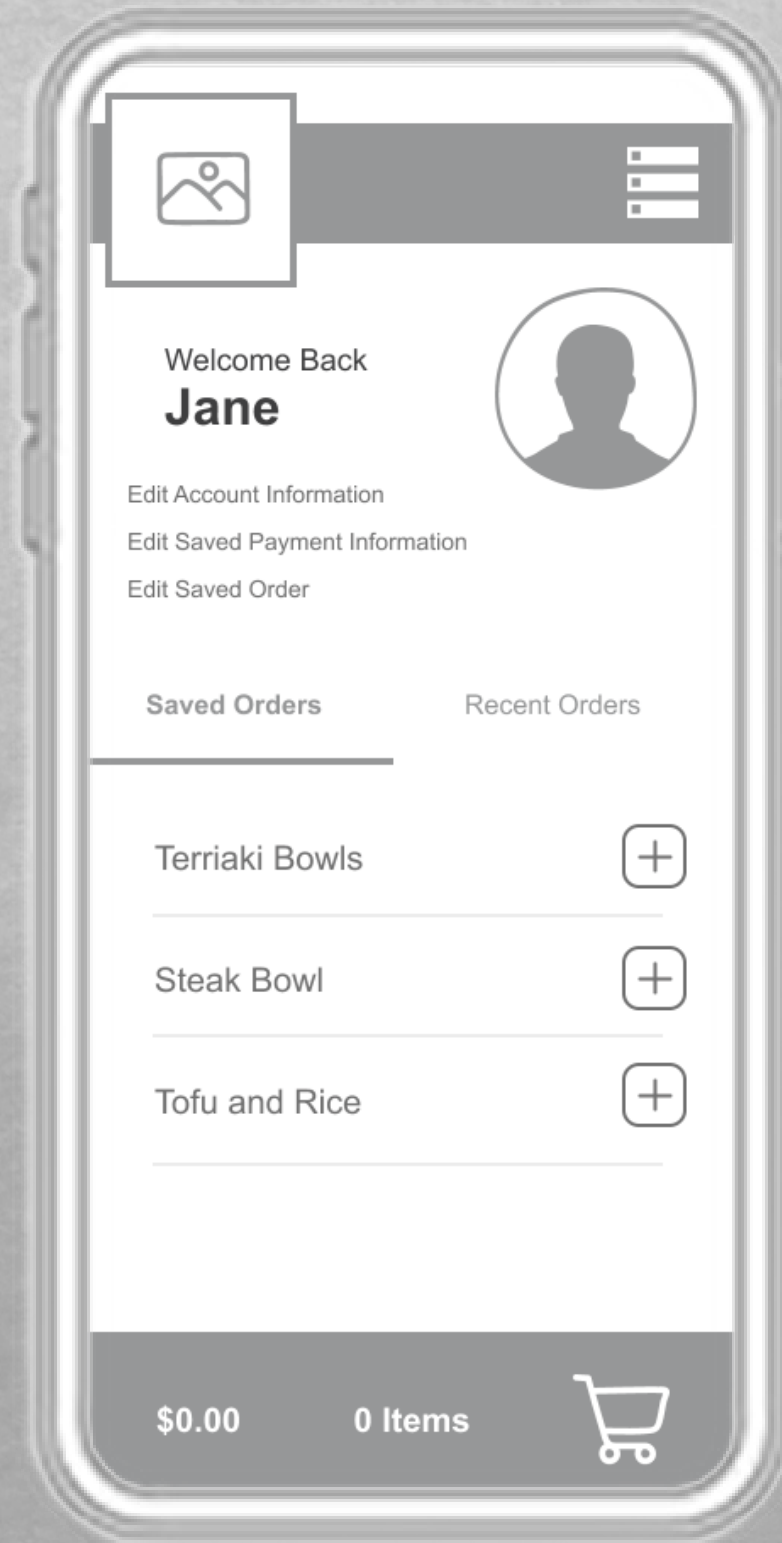 Welcome Back
Jane
Edit Account Information
Edit Saved Payment Information
Edit Saved Order
Saved Orders
Recent Orders
Terriaki Bowls
Steak Bowl
Tofu and Rice
$0.00
0 Items